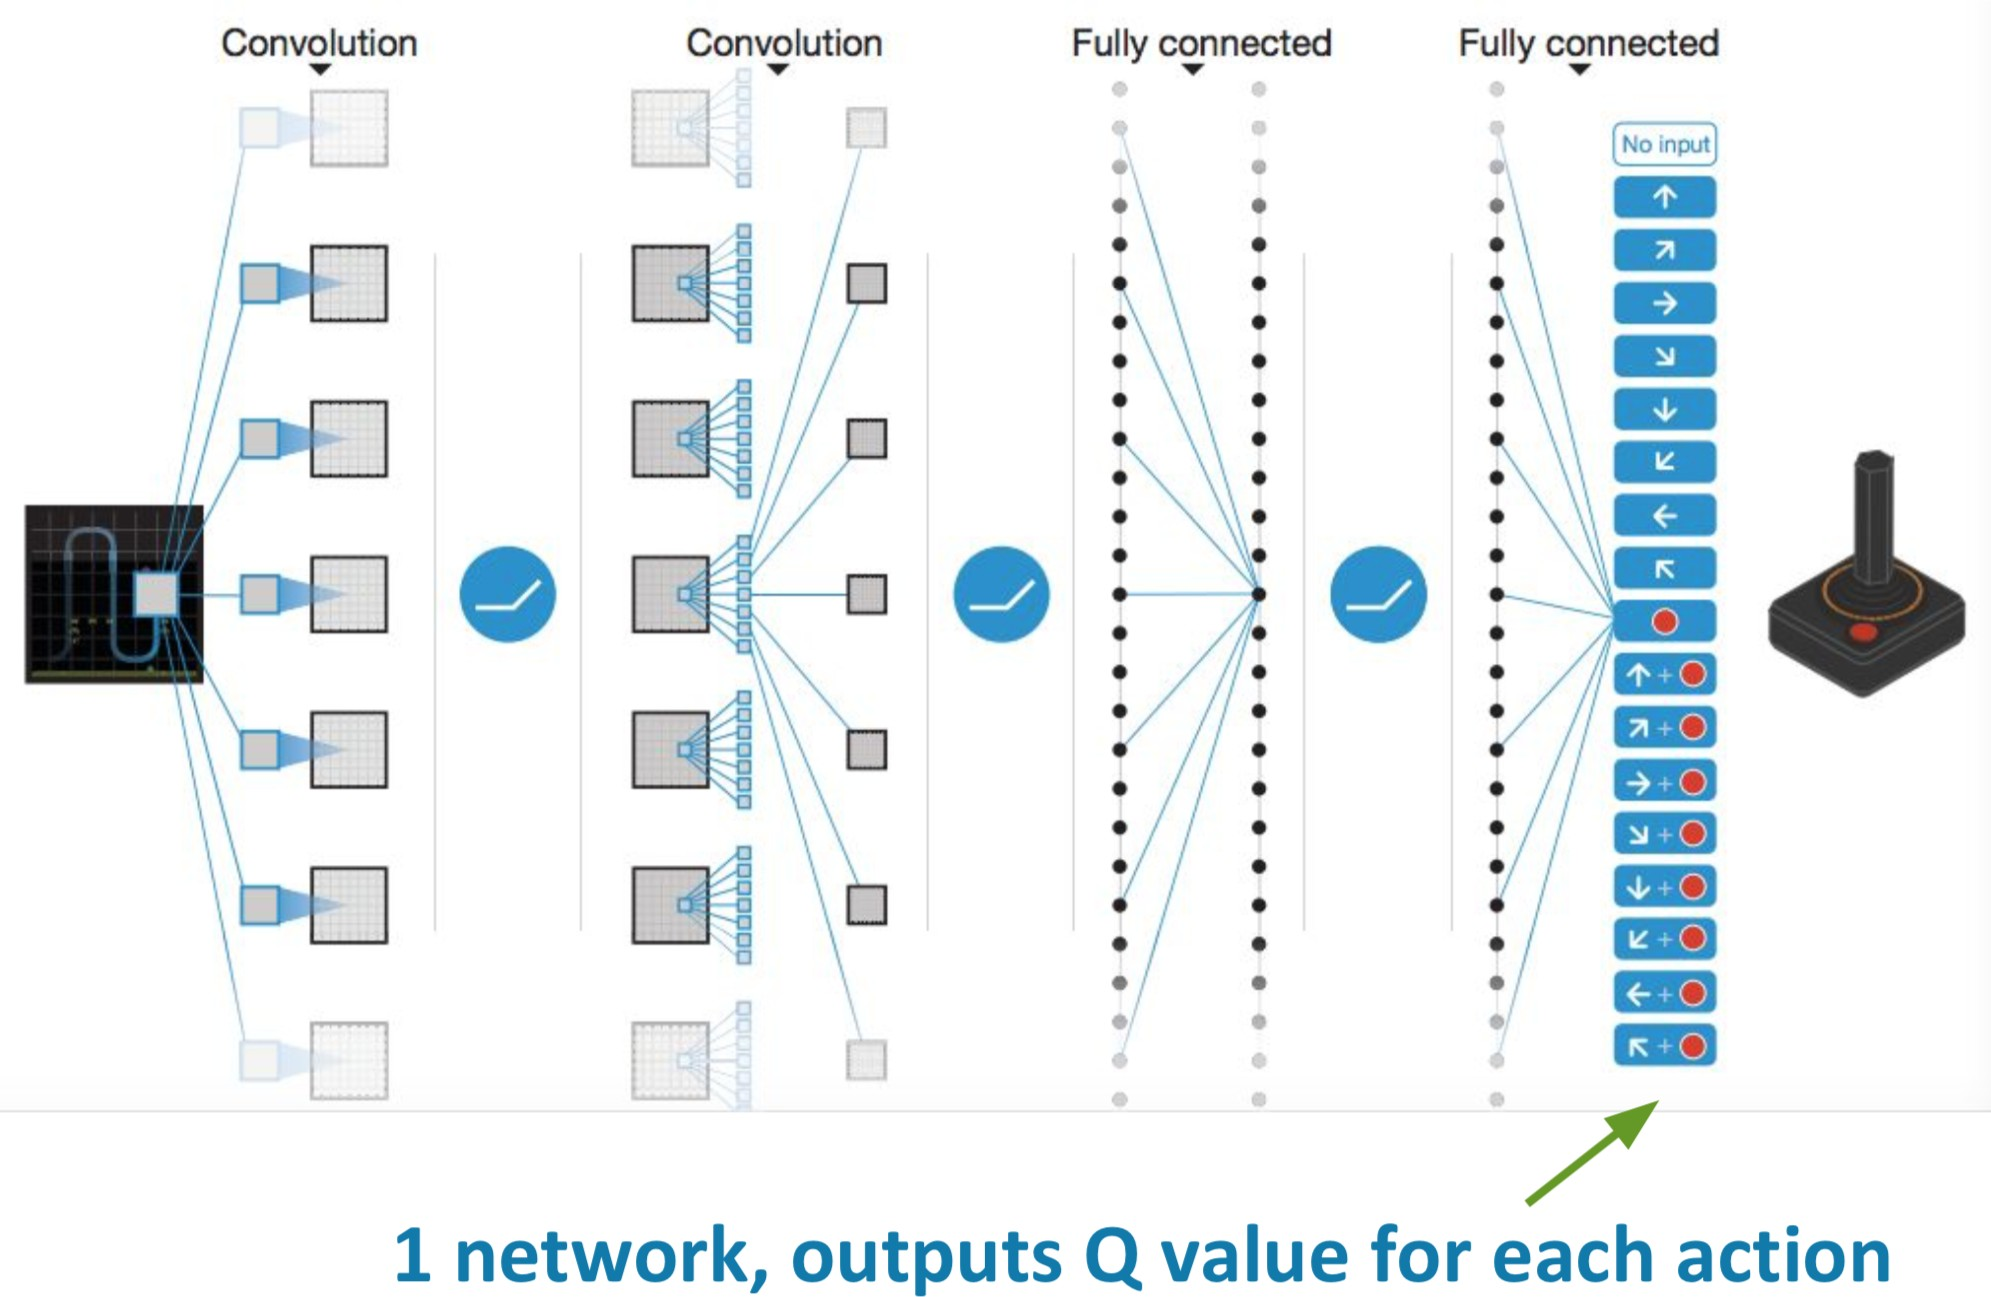 Convolution
Convolution
Fully connected
Fully connected
No input
↑
↗
→
↘
↓
↙
←
↖
↑ +
↗ +
→ +
↘ +
↓ +
↙ +
← +
↖ +
1 network, outputs Q value for each action